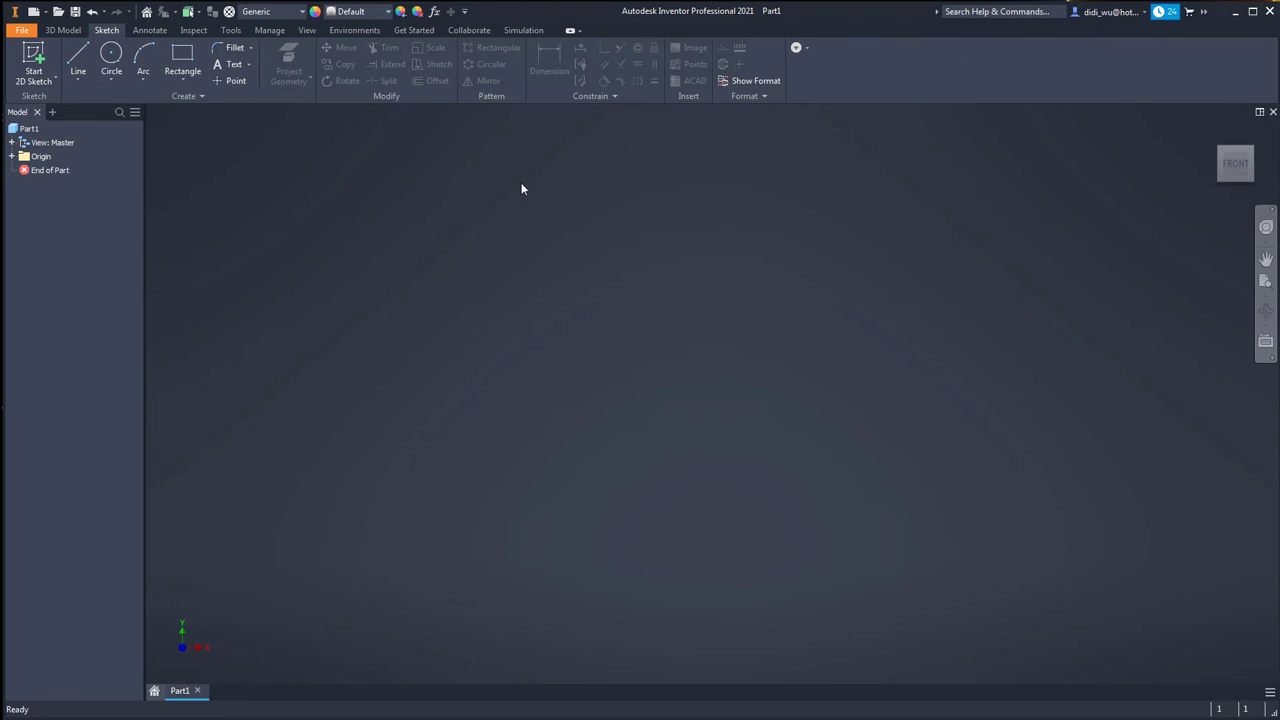 Generic
Default
fx
Autodesk Inventor Professional 2021 Part1
Search Help & Commands...
didi_wu@hot...
24
File
3D Model
Sketch
Annotate
Inspect
Tools
Manage
View
Environments
Get Started
Collaborate
Simulation
Start
2D Sketch
Line
Circle
Arc
Rectangle
Fillet
Text
Point
Project
Geometry
Move
Copy
Rotate
Trim
Extend
Split
Scale
Stretch
Offset
Rectangular
Circular
Mirror
Dimension
Image
Points
ACAD
Show Format
Sketch
Create
Modify
Pattern
Constrain
Insert
Format
Model
Part1
View: Master
Origin
End of Part
FRONT
Y
X
Part1
Ready
1
1